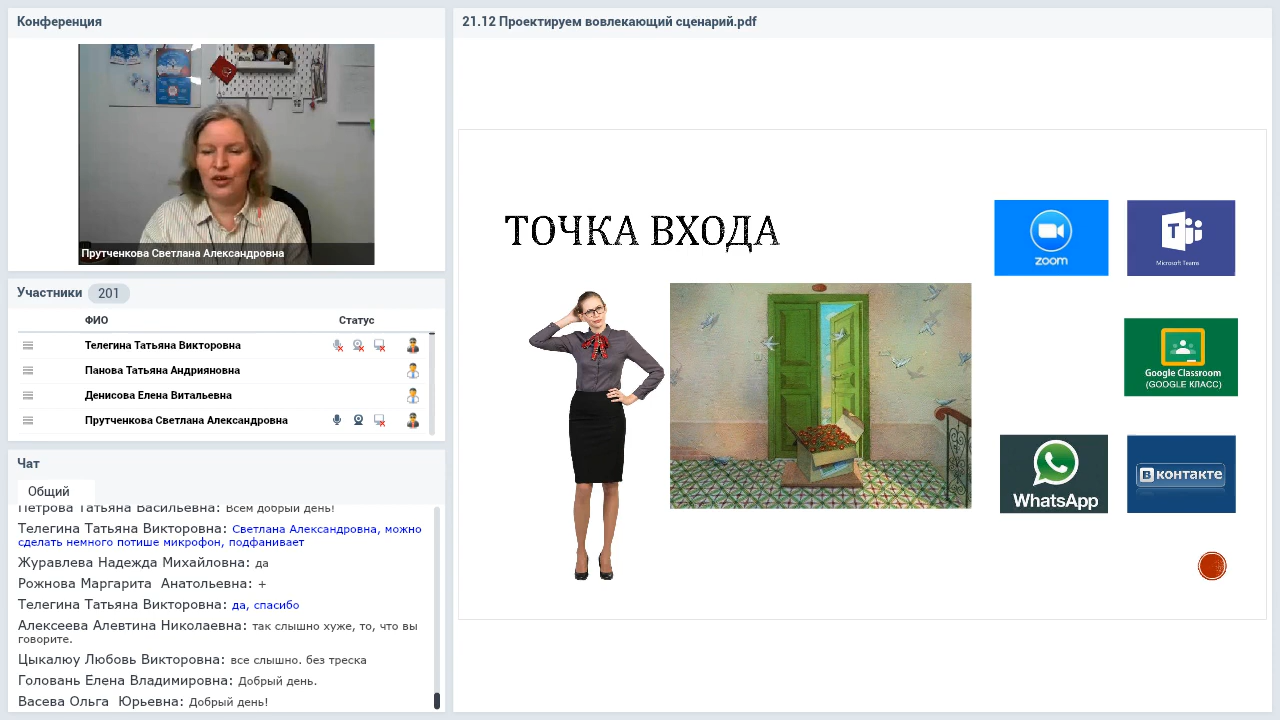 Конференция
Прутченкова Светлана Александровна
Участники 201
ФИО Статус
Телегина Татьяна Викторовна
Панова Татьяна Андрияновна
Денисова Елена Витальевна
Прутченкова Светлана Александровна
Чат
Общий
Петрова Татьяна Васильевна: Всем добрый день!
Телегина Татьяна Викторовна: Светлана Александровна, можно
сделать немного потише микрофон, подфанивает
Журавлева Надежда Михайловна: да
Рожнова Маргарита Анатольевна: +
Телегина Татьяна Викторовна: да, спасибо
Алексеева Алевтина Николаевна: так слышно хуже, то, что вы
говорите.
Цыкалюу Любовь Викторовна: все слышно. без треска
Головань Елена Владимировна: Добрый день.
Васева Ольга Юрьевна: Добрый день!
21.12 Проектируем вовлекающий сценарий.pdf
ТОЧКА ВХОДА
zoom
T
Microsoft Teams
Google Classroom
(GOOGLE КЛАСС)
WhatsApp
В контакте